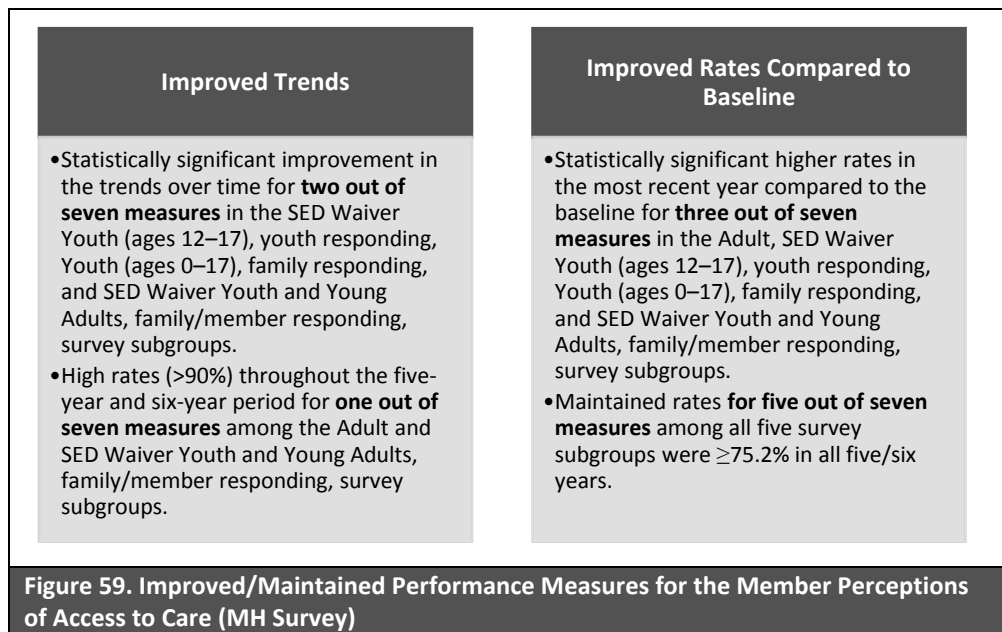 Improved Trends
•Statistically significant improvement in
the trends over time for two out of
seven measures in the SED Waiver
Youth (ages 12–17), youth responding,
Youth (ages 0–17), family responding,
and SED Waiver Youth and Young
Adults, family/member responding,
survey subgroups.
•High rates (>90%) throughout the five-
year and six-year period for one out of
seven measures among the Adult and
SED Waiver Youth and Young Adults,
family/member responding, survey
subgroups.
Improved Rates Compared to
Baseline
•Statistically significant higher rates in
the most recent year compared to the
baseline for three out of seven
measures in the Adult, SED Waiver
Youth (ages 12–17), youth responding,
Youth (ages 0–17), family responding,
and SED Waiver Youth and Young
Adults, family/member responding,
survey subgroups.
•Maintained rates for five out of seven
measures among all five survey
subgroups were ≥75.2% in all five/six
years.
Figure 59. Improved/Maintained Performance Measures for the Member Perceptions
of Access to Care (MH Survey)